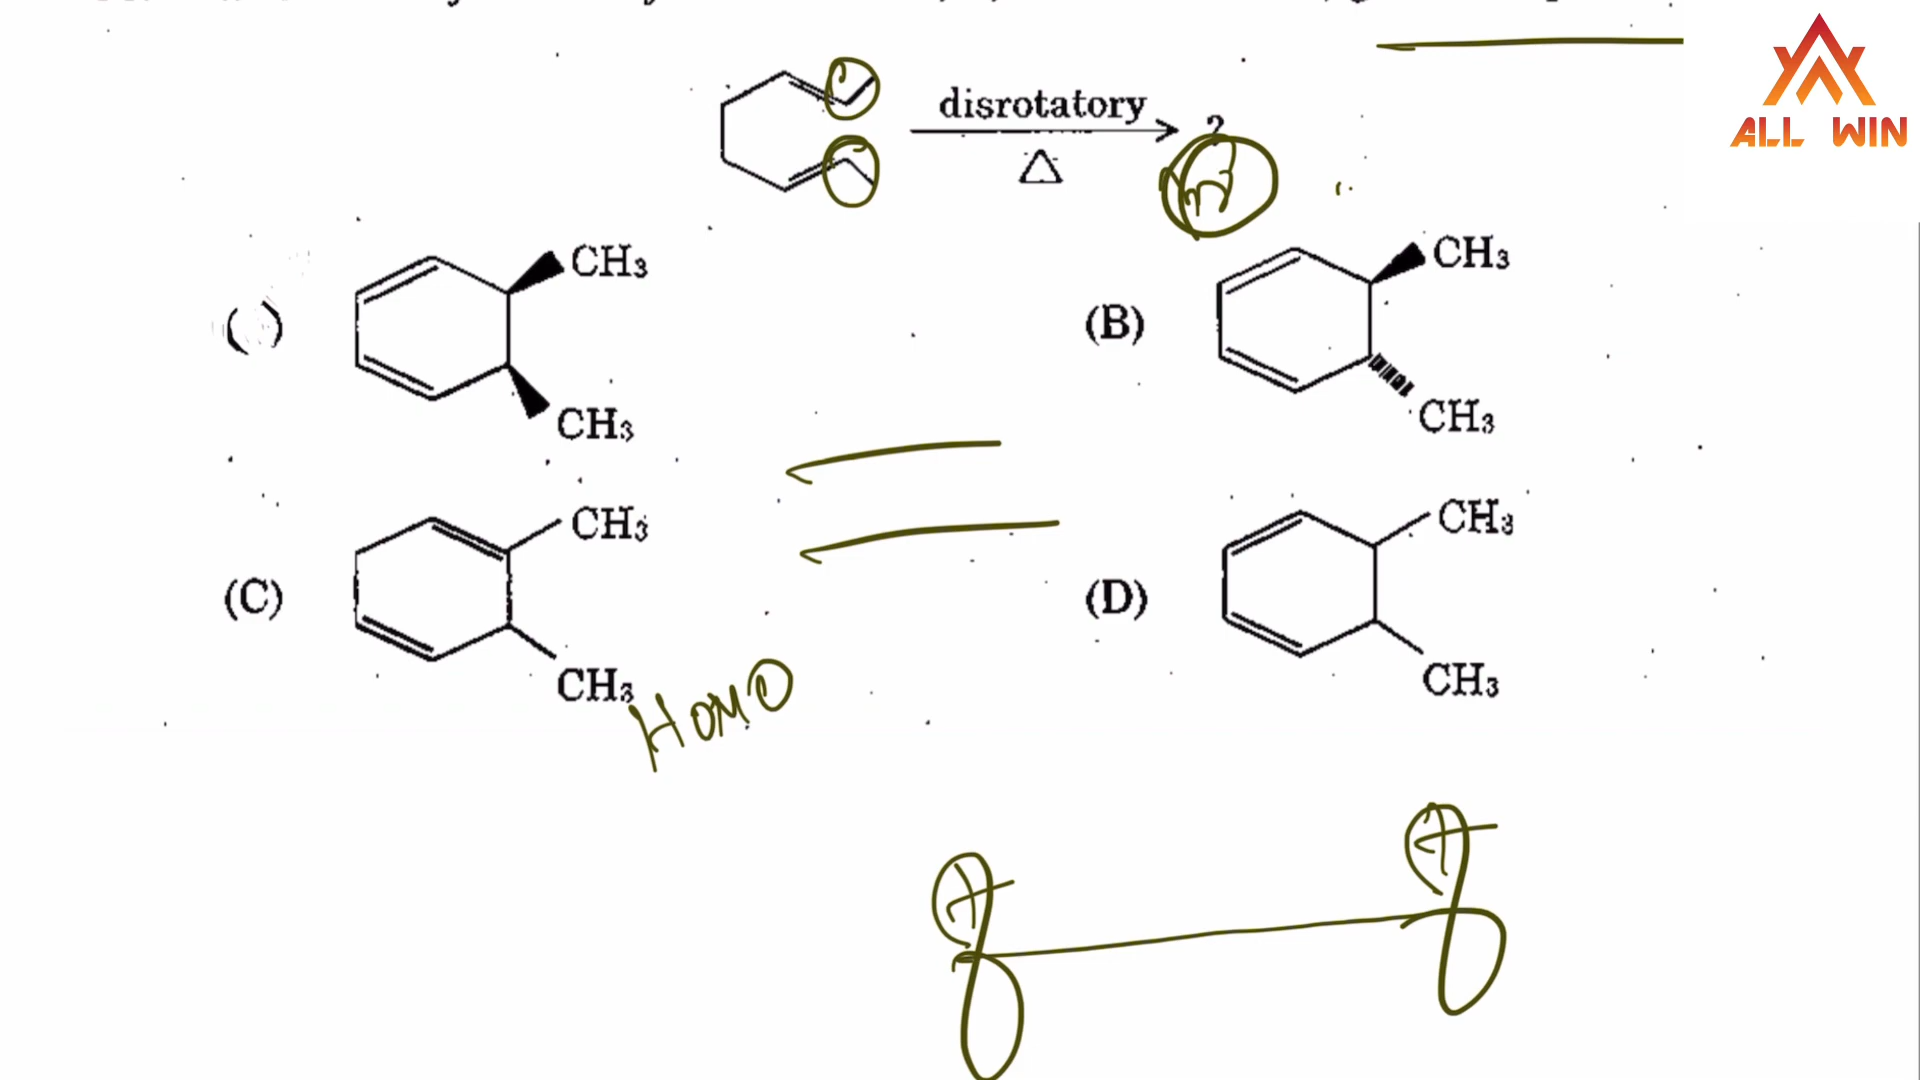 ALL WIN
disrotatory
?
△
( )
CH₃
CH₃
(B)
CH₃
CH₃
(C)
CH₃
CH₃
(D)
CH₃
CH₃
HOMO